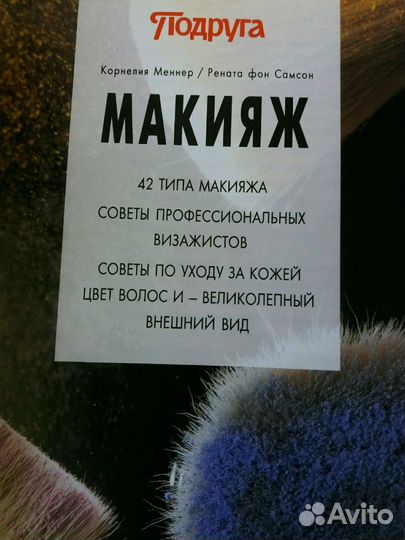 Подруга
Корнелия Меннер / Рената фон Самсон
МАКИЯЖ
42 ТИПА МАКИЯЖА
СОВЕТЫ ПРОФЕССИОНАЛЬНЫХ
ВИЗАЖИСТОВ
СОВЕТЫ ПО УХОДУ ЗА КОЖЕЙ
ЦВЕТ ВОЛОС И – ВЕЛИКОЛЕПНЫЙ
ВНЕШНИЙ ВИД
Avito